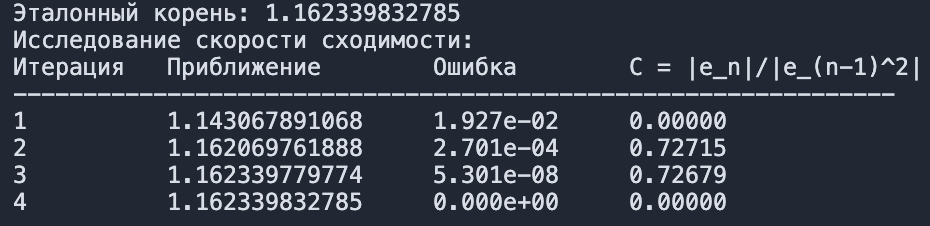 Эталонный корень: 1.162339832785
Исследование скорости сходимости:
Итерация Приближение Ошибка C = |e_n|/|e_(n-1)^2|
---------------------------------------------------------------
1 1.143067891068 1.927e-02 0.00000
2 1.162069761888 2.701e-04 0.72715
3 1.162339779774 5.301e-08 0.72679
4 1.162339832785 0.000e+00 0.00000